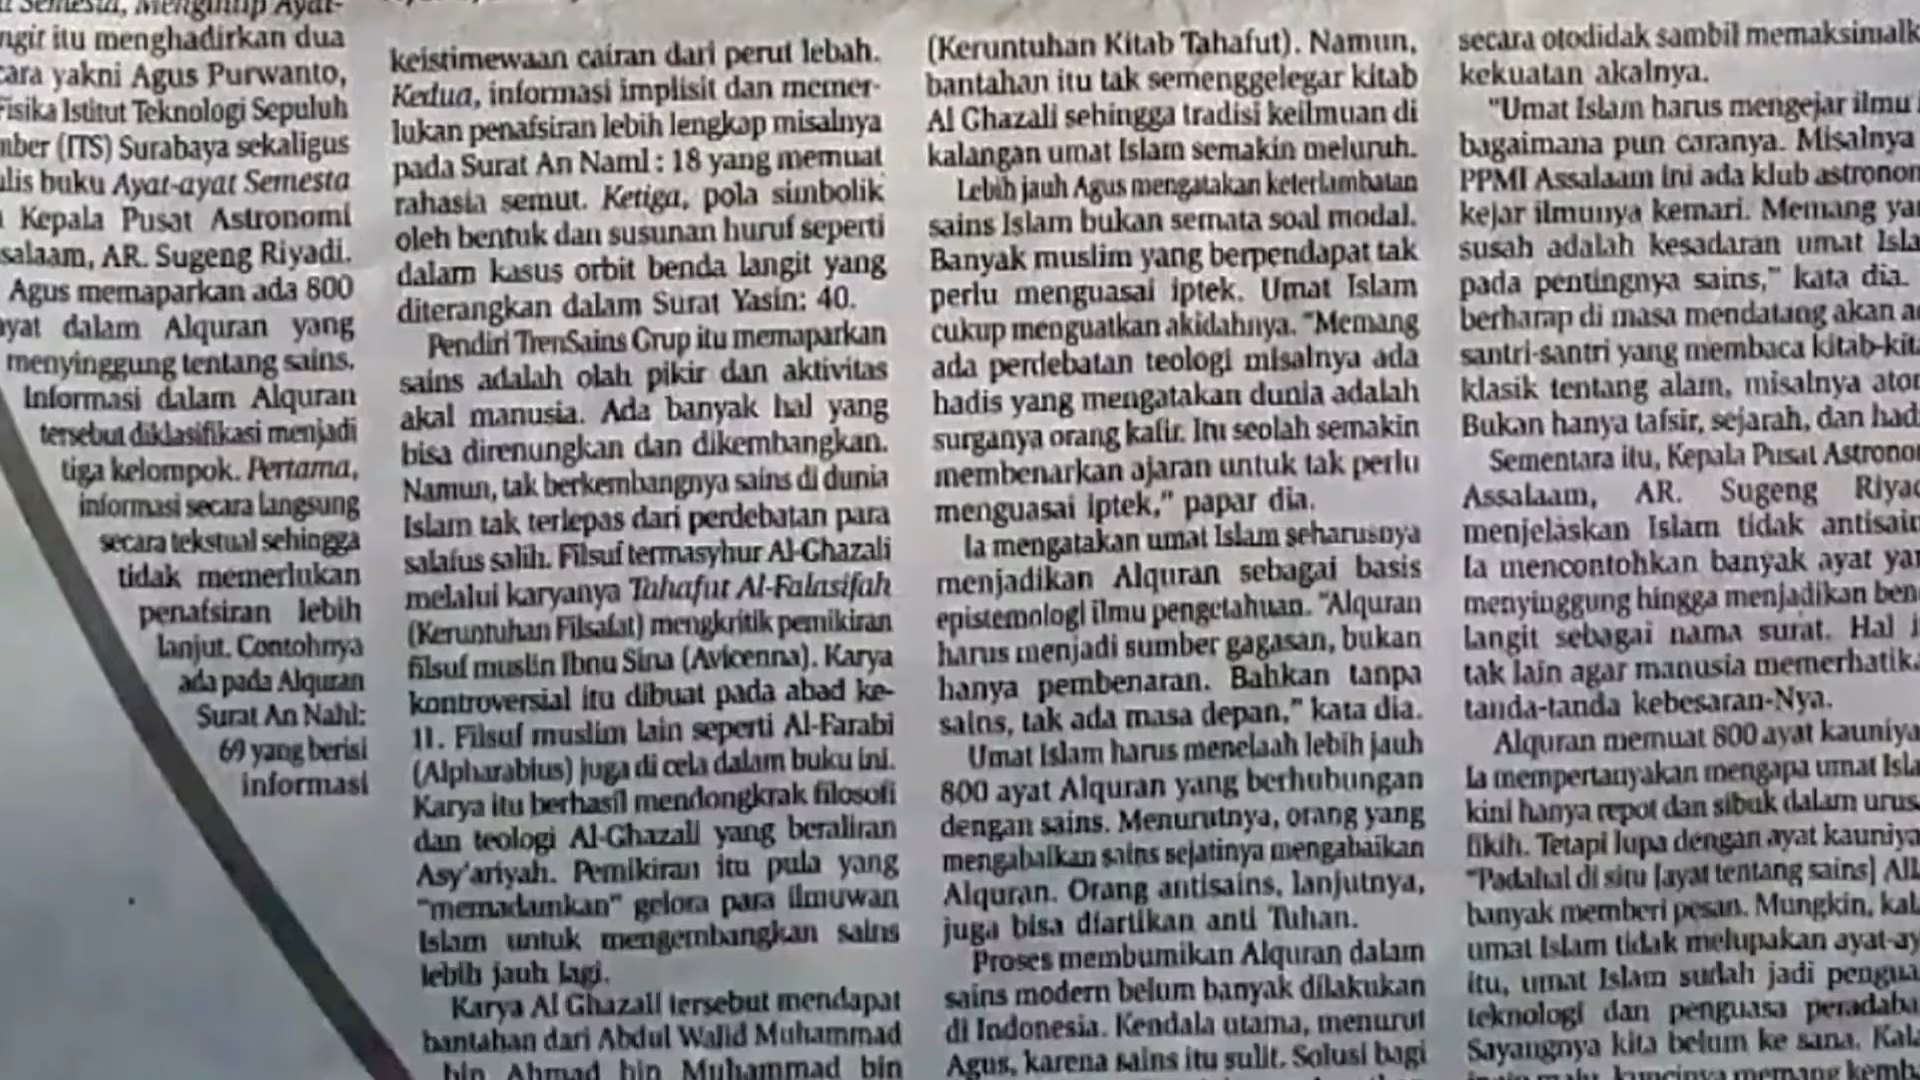 Semesta, Mengintip Ayat-
itu menghadirkan dua
yakni Agus Purwanto,
Fisika Istitut Teknologi Sepuluh
(ITS) Surabaya sekaligus
buku Ayat-ayat Semesta
Kepala Pusat Astronomi
salaam, AR. Sugeng Riyadi.
Agus memaparkan ada 800
ayat dalam Alquran yang
menyinggung tentang sains.
Informasi dalam Alquran
tersebut diklasifikasi menjadi
tiga kelompok. Pertama,
informasi secara langsung
secara tekstual sehingga
tidak memerlukan
penafsiran lebih
lanjut. Contohnya
ada pada Alquran
Surat An Nahl:
69 yang berisi
informasi
keistimewaan cairan dari perut lebah.
Kedua, informasi implisit dan memer-
lukan penafsiran lebih lengkap misalnya
pada Surat An Naml : 18 yang memuat
rahasia semut. Ketiga, pola simbolik
oleh bentuk dan susunan huruf seperti
dalam kasus orbit benda langit yang
diterangkan dalam Surat Yasin: 40.
Pendiri TrenSains Grup itu memaparkan
sains adalah olah pikir dan aktivitas
akal manusia. Ada banyak hal yang
bisa direnungkan dan dikembangkan.
Namun, tak berkembangnya sains di dunia
Islam tak terlepas dari perdebatan para
salafus salih. Filsuf termasyhur Al-Ghazali
melalui karyanya Tahafut Al-Falasifah
(Keruntuhan Filsafat) mengkritik pemikiran
filsuf muslin Ibnu Sina (Avicenna). Karya
kontroversial itu dibuat pada abad ke-
11. Filsuf muslim lain seperti Al-Farabi
(Alpharabius) juga di cela dalam buku ini.
Karya itu berhasil mendongkrak filosofi
dan teologi Al-Ghazali yang beraliran
Asy'ariyah. Pemikiran itu pula yang
"memadamkan" gelora para ilmuwan
Islam untuk mengembangkan sains
lebih jauh lagi.
Karya Al Ghazali tersebut mendapat
bantahan dari Abdul Walid Muhammad
bin Ahmad bin Muhammad bin
(Keruntuhan Kitab Tahafut). Namun,
bantahan itu tak semenggelegar kitab
Al Ghazali sehingga tradisi keilmuan di
kalangan umat Islam semakin meluruh.
Lebih jauh Agus mengatakan keterlambatan
sains Islam bukan semata soal modal.
Banyak muslim yang berpendapat tak
perlu menguasai iptek. Umat Islam
cukup menguatkan akidahnya. "Memang
ada perdebatan teologi misalnya ada
hadis yang mengatakan dunia adalah
surganya orang kafir. Itu seolah semakin
membenarkan ajaran untuk tak perlu
menguasai iptek," papar dia.
Ia mengatakan umat Islam seharusnya
menjadikan Alquran sebagai basis
epistemologi ilmu pengetahuan. "Alquran
harus menjadi sumber gagasan, bukan
hanya pembenaran. Bahkan tanpa
sains, tak ada masa depan," kata dia.
Umat Islam harus menelaah lebih jauh
800 ayat Alquran yang berhubungan
dengan sains. Menurutnya, orang yang
mengabaikan sains sejatinya mengabaikan
Alquran. Orang antisains, lanjutnya,
juga bisa diartikan anti Tuhan.
Proses membumikan Alquran dalam
sains modern belum banyak dilakukan
di Indonesia. Kendala utama, menurut
Agus, karena sains itu sulit. Solusi bagi
secara otodidak sambil memaksimalk
kekuatan akalnya.
"Umat Islam harus mengejar ilmu
bagaimana pun caranya. Misalnya
PPMI Assalaam ini ada klub astronom
kejar ilmunya kemari. Memang yan
susah adalah kesadaran umat Isla
pada pentingnya sains," kata dia.
berharap di masa mendatang akan a
santri-santri yang membaca kitab-kita
klasik tentang alam, misalnya ato
Bukan hanya tafsir, sejarah, dan hadi
Sementara itu, Kepala Pusat Astrono
Assalaam, AR. Sugeng Riyad
menjelaskan Islam tidak antisain
Ia mencontohkan banyak ayat yan
menyinggung hingga menjadikan ben
langit sebagai nama surat. Hal i
tak lain agar manusia memerhatika
tanda-tanda kebesaran-Nya.
Alquran memuat 800 ayat kauniya
Ia mempertanyakan mengapa umat Isla
kini hanya repot dan sibuk dalam urus
fikih. Tetapi lupa dengan ayat kauniya
"Padahal di situ [ayat tentang sains] All
banyak memberi pesan. Mungkin, kal
umat Islam tidak melupakan ayat-ay
itu, umat Islam sudah jadi pengua
teknologi dan penguasa peradaba
Sayangnya kita belum ke sana. Kala
kuncinya memang kemb